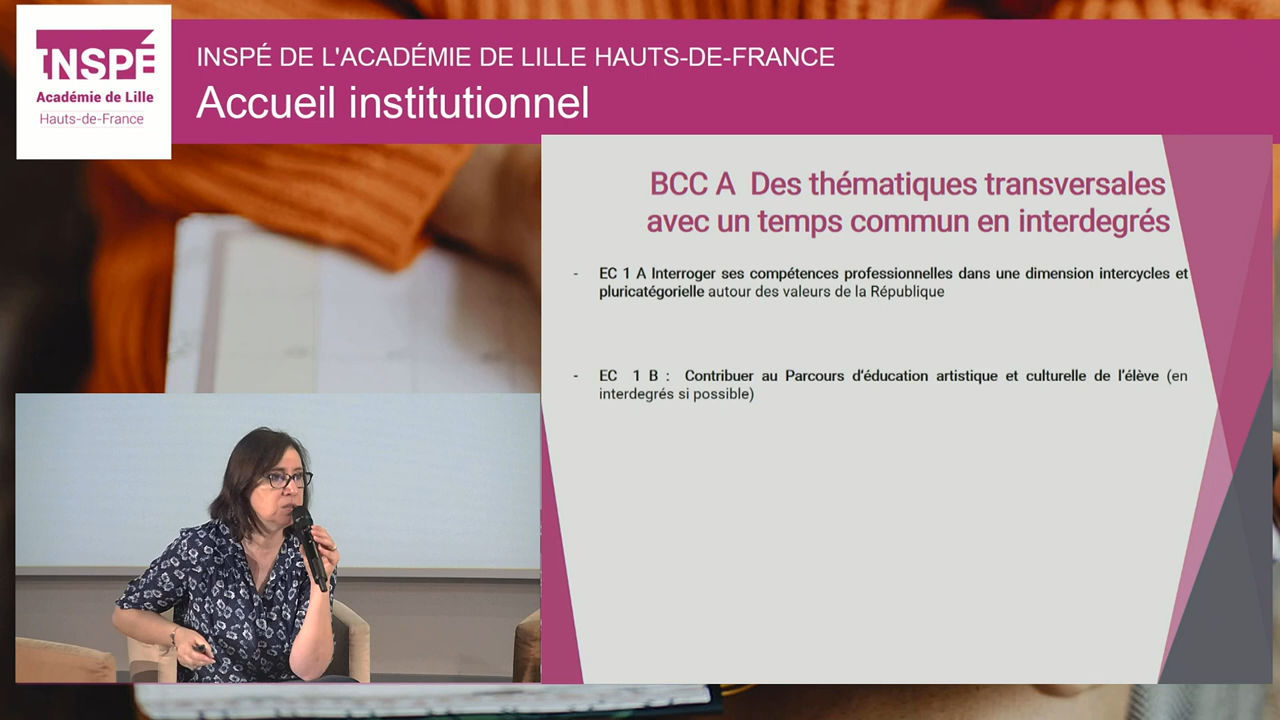 INSPÉ
Académie de Lille
Hauts-de-France
INSPÉ DE L'ACADÉMIE DE LILLE HAUTS-DE-FRANCE
Accueil institutionnel
BCC A  Des thématiques transversales
avec un temps commun en interdegrés
- EC 1 A Interroger ses compétences professionnelles dans une dimension intercycles et
pluricatégorielle autour des valeurs de la République
- EC 1 B : Contribuer au Parcours d'éducation artistique et culturelle de l'élève (en
interdegrés si possible)